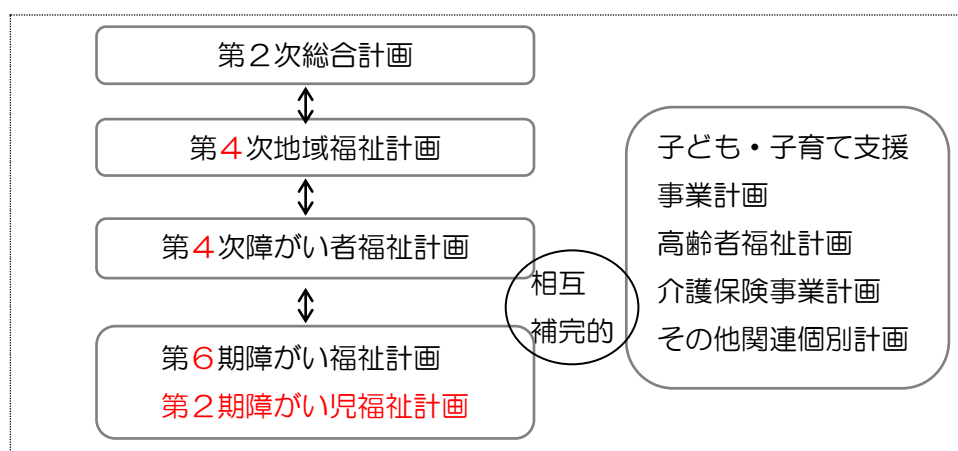 第２次総合計画
第４次地域福祉計画
第４次障がい者福祉計画
第６期障がい福祉計画
第２期障がい児福祉計画
相互
補完的
子ども・子育て支援
事業計画
高齢者福祉計画
介護保険事業計画
その他関連個別計画